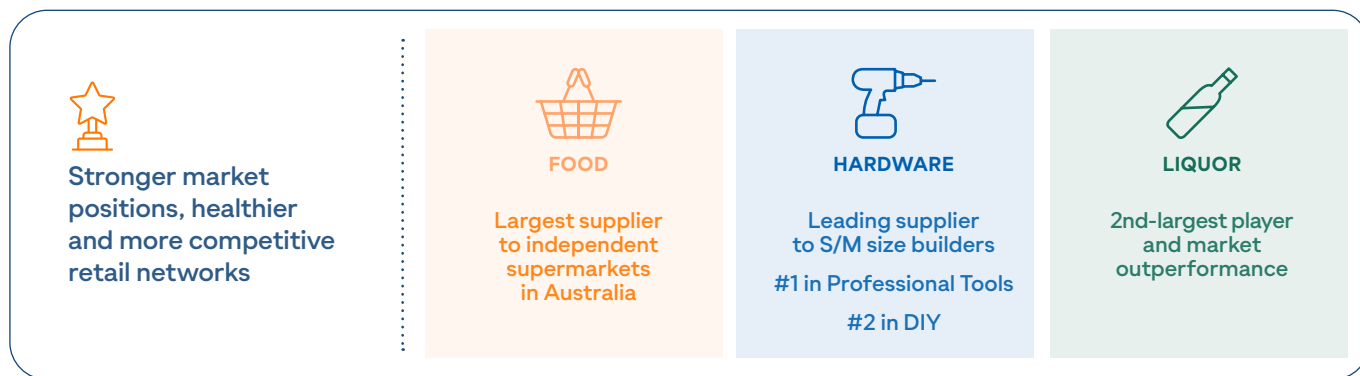 Stronger market
positions, healthier
and more competitive
retail networks
FOOD
Largest supplier
to independent
supermarkets
in Australia
HARDWARE
Leading supplier
to S/M size builders
#1 in Professional Tools
#2 in DIY
LIQUOR
2nd-largest player
and market
outperformance